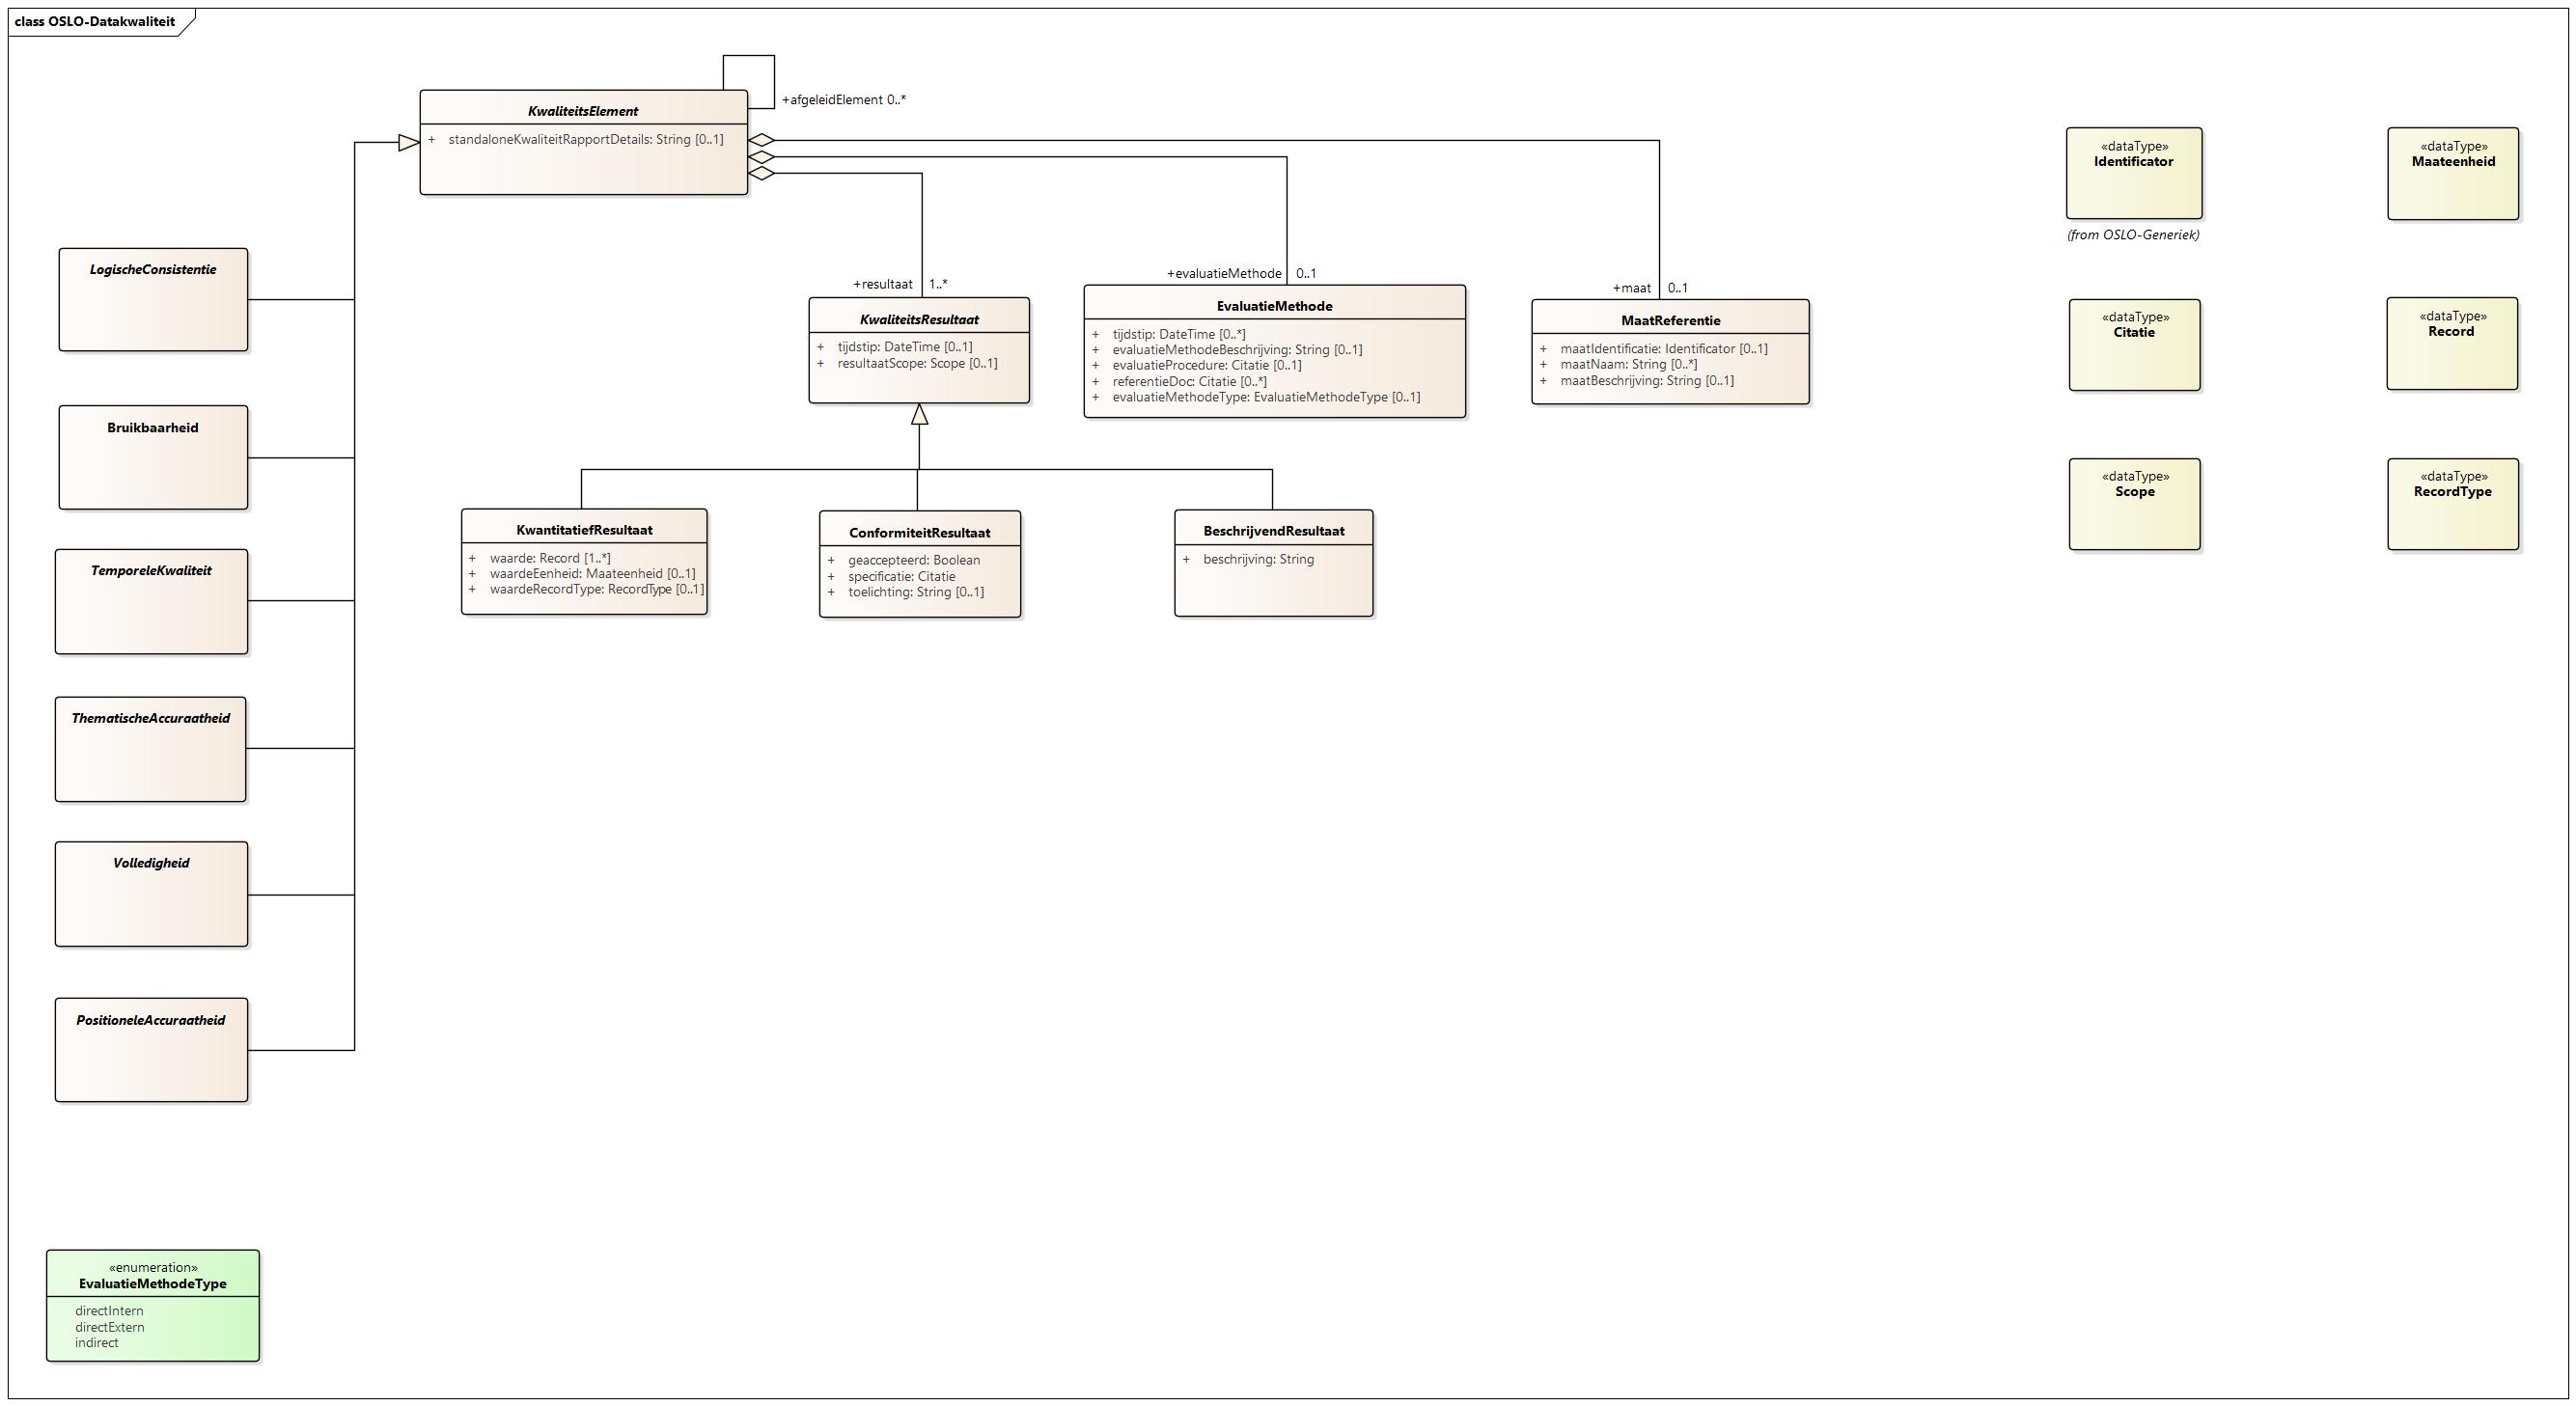 class OSLO-Datakwaliteit
+afgeleidElement 0..*
KwaliteitsElement
+ standaloneKwaliteitRapportDetails: String [0..1]
+resultaat 1..*
+evaluatieMethode 0..1
+maat 0..1
LogischeConsistentie
Bruikbaarheid
TemporeleKwaliteit
ThematischeAccuraatheid
Volledigheid
PositioneleAccuraatheid
KwaliteitsResultaat
+ tijdstip: DateTime [0..1]
+ resultaatScope: Scope [0..1]
EvaluatieMethode
+ tijdstip: DateTime [0..*]
+ evaluatieMethodeBeschrijving: String [0..1]
+ evaluatieProcedure: Citatie [0..1]
+ referentieDoc: Citatie [0..*]
+ evaluatieMethodeType: EvaluatieMethodeType [0..1]
MaatReferentie
+ maatIdentificatie: Identificator [0..1]
+ maatNaam: String [0..*]
+ maatBeschrijving: String [0..1]
KwantitatiefResultaat
+ waarde: Record [1..*]
+ waardeEenheid: Maateenheid [0..1]
+ waardeRecordType: RecordType [0..1]
ConformiteitResultaat
+ geaccepteerd: Boolean
+ specificatie: Citatie
+ toelichting: String [0..1]
BeschrijvendResultaat
+ beschrijving: String
«dataType»
Identificator
(from OSLO-Generiek)
«dataType»
Maateenheid
«dataType»
Citatie
«dataType»
Record
«dataType»
Scope
«dataType»
RecordType
«enumeration»
EvaluatieMethodeType
directIntern
directExtern
indirect